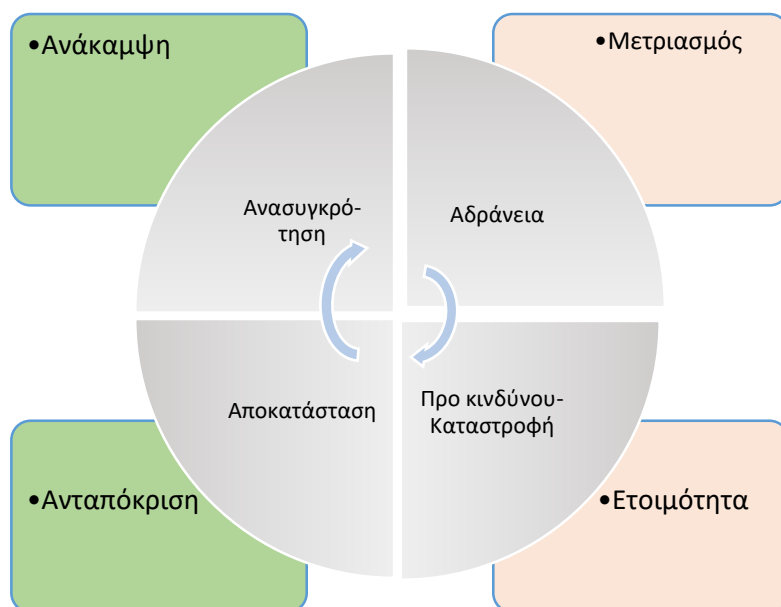 •Ανάκαμψη
•Μετριασμός
Ανασυγκρό-
τηση
Αδράνεια
Αποκατάσταση
Προ κινδύνου-
Καταστροφή
•Ανταπόκριση
•Ετοιμότητα